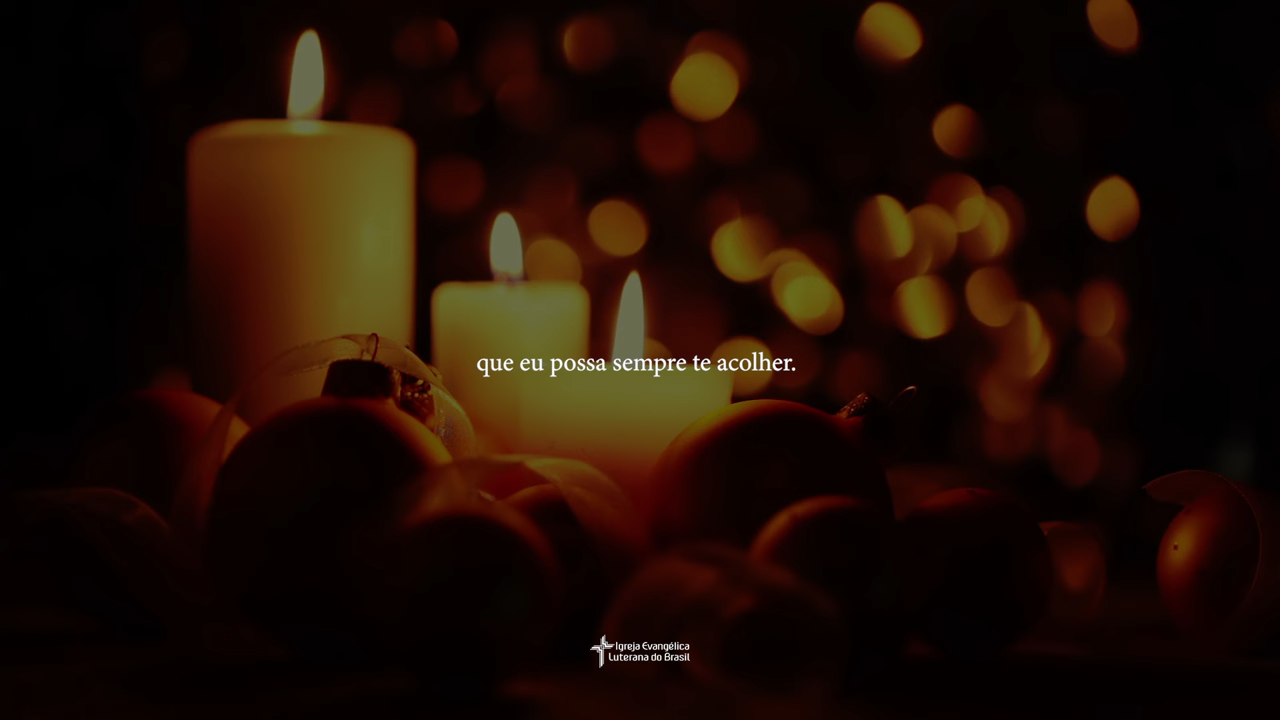 que eu possa sempre te acolher.
Igreja Evangélica
Luterana do Brasil